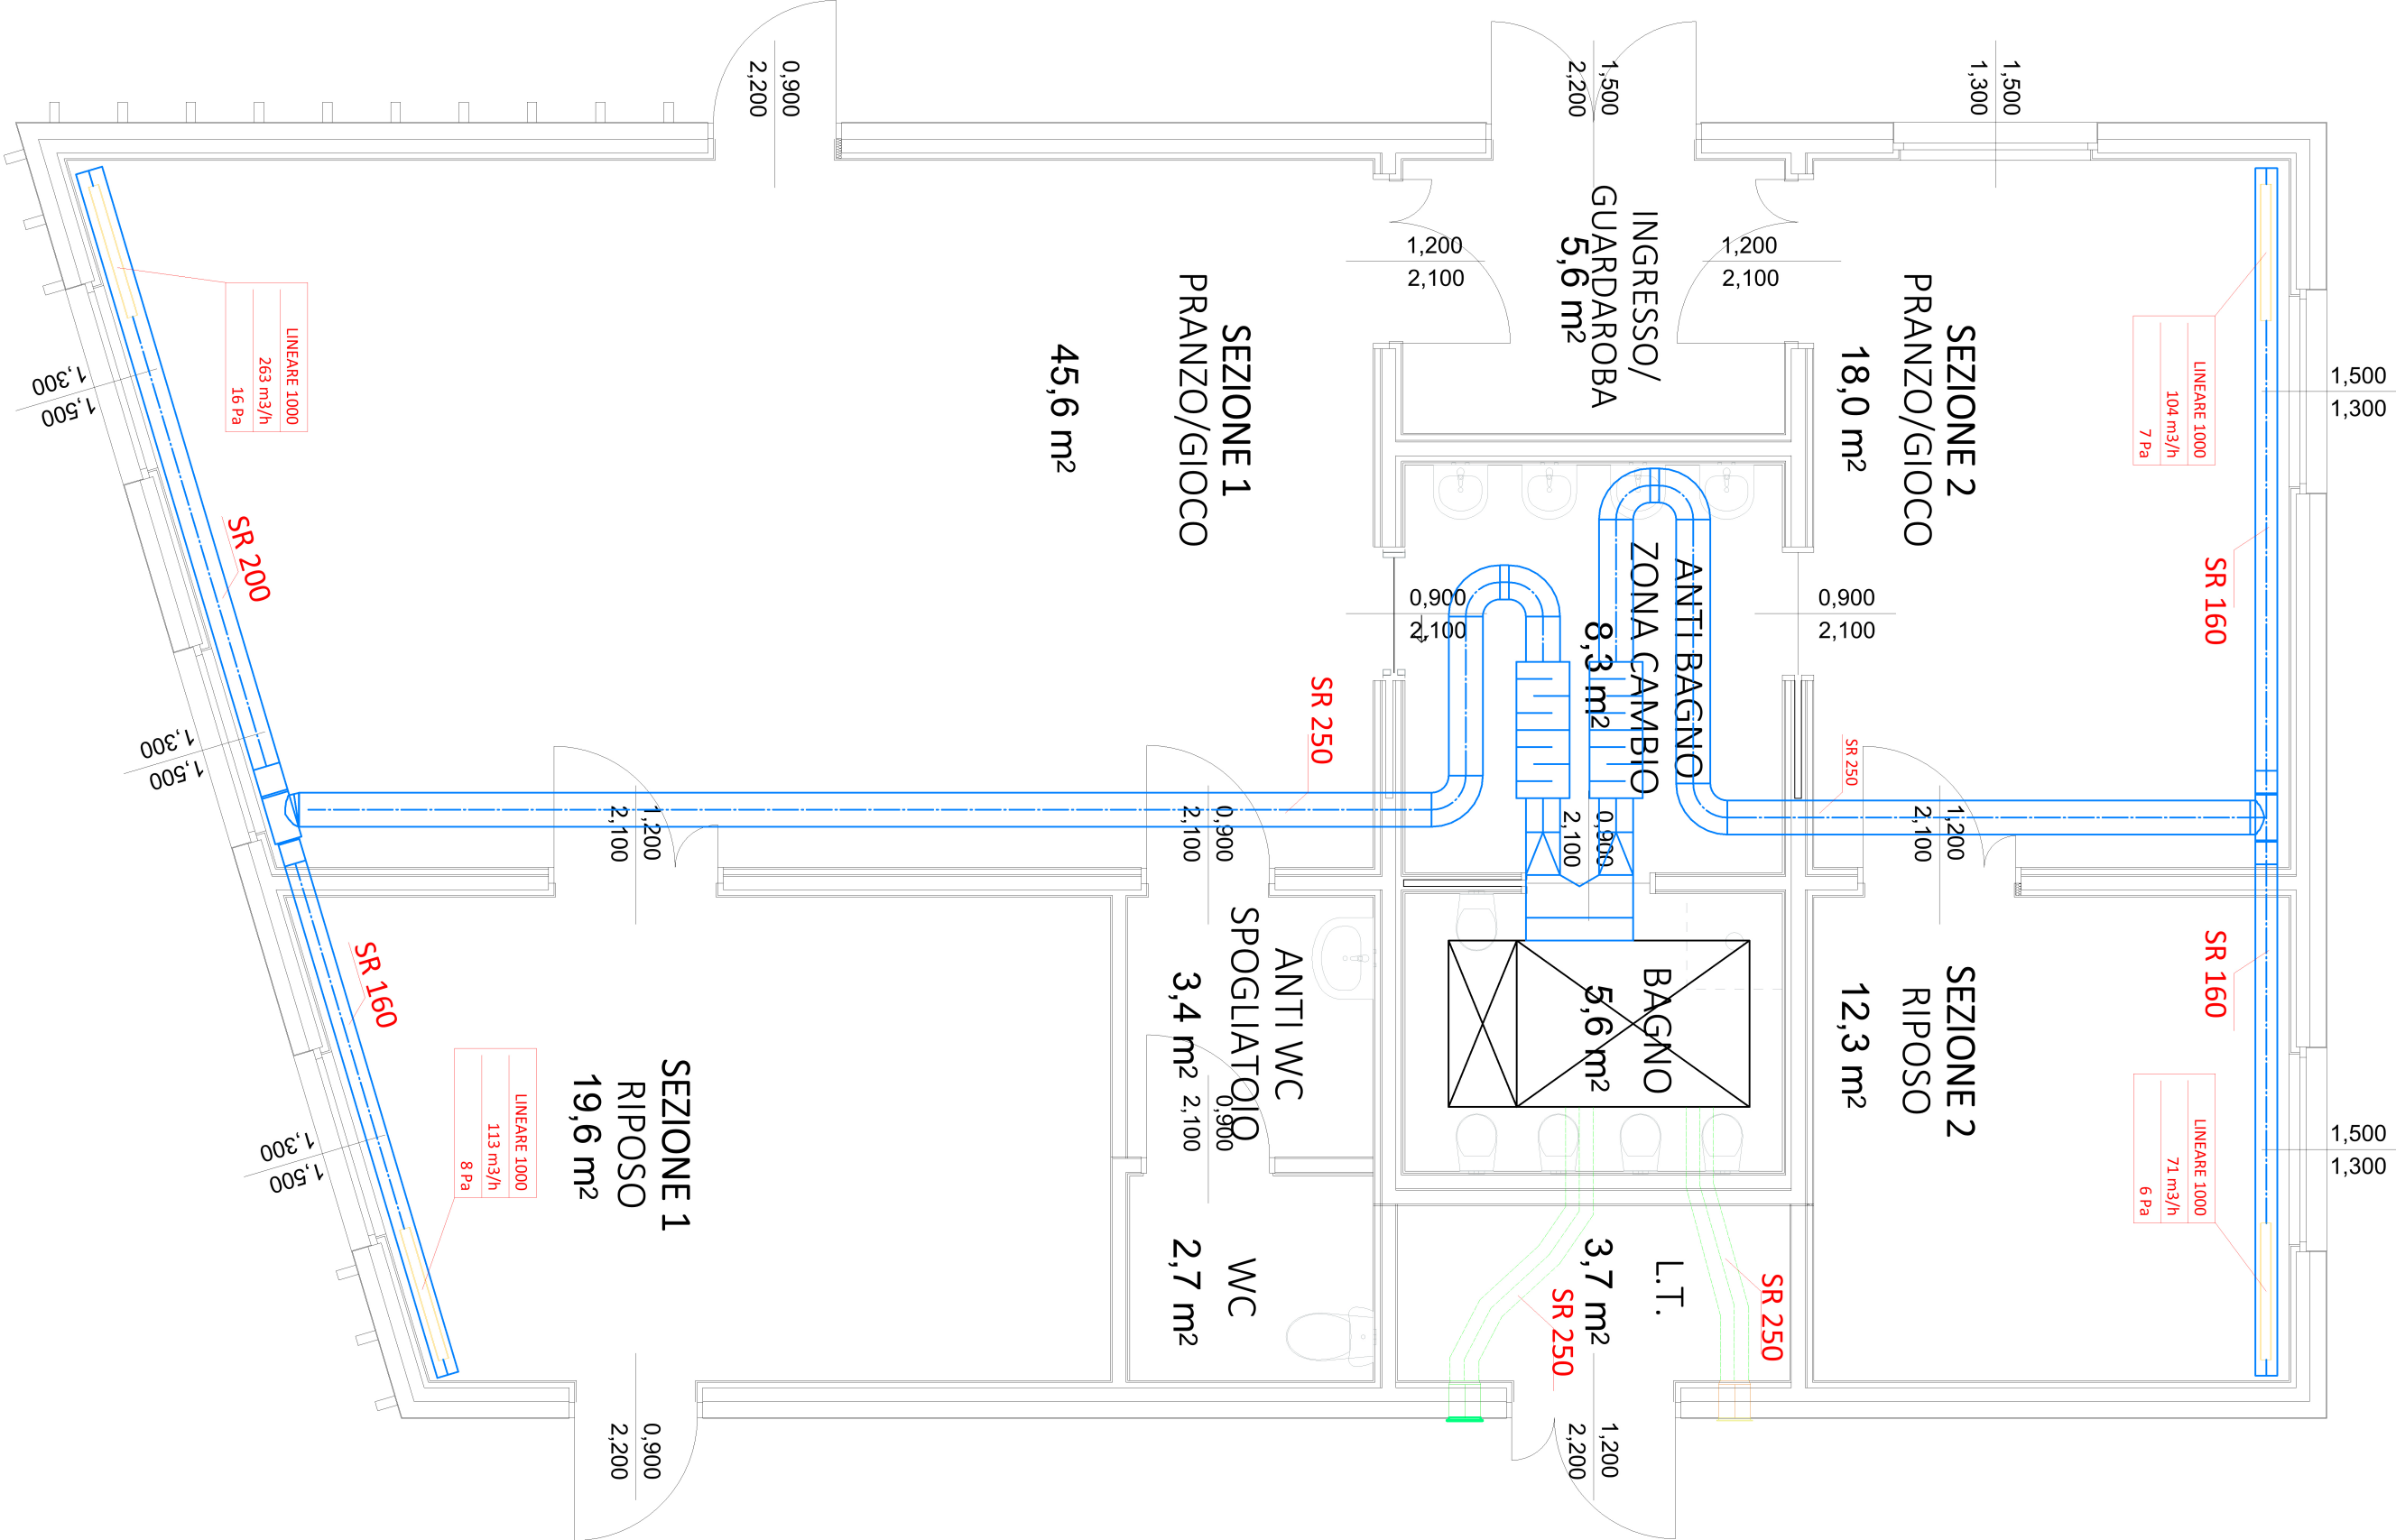 0,900
2,200
1,500
2,200
1,500
1,300
INGRESSO/
GUARDAROBA
5,6 m²
1,200
2,100
1,200
2,100
SEZIONE 1
PRANZO/GIOCO
45,6 m²
SEZIONE 2
PRANZO/GIOCO
18,0 m²
LINEARE 1000
263 m3/h
16 Pa
LINEARE 1000
104 m3/h
7 Pa
1,500
1,300
1,300
1,500
SR 200
SR 160
ANTI BAGNO
ZONA CAMBIO
8,3 m²
0,900
2,100
0,900
2,100
SR 250
SR 250
1,300
1,500
1,200
2,100
0,900
2,100
0,900
2,100
1,200
2,100
SR 160
SR 160
ANTI WC
SPOGLIATOIO
3,4 m²
BAGNO
5,6 m²
SEZIONE 2
RIPOSO
12,3 m²
SEZIONE 1
RIPOSO
19,6 m²
LINEARE 1000
113 m3/h
8 Pa
0,900
2,100
LINEARE 1000
71 m3/h
6 Pa
1,500
1,300
1,300
1,500
WC
2,7 m²
L.T.
3,7 m²
SR 250
SR 250
0,900
2,200
1,200
2,200